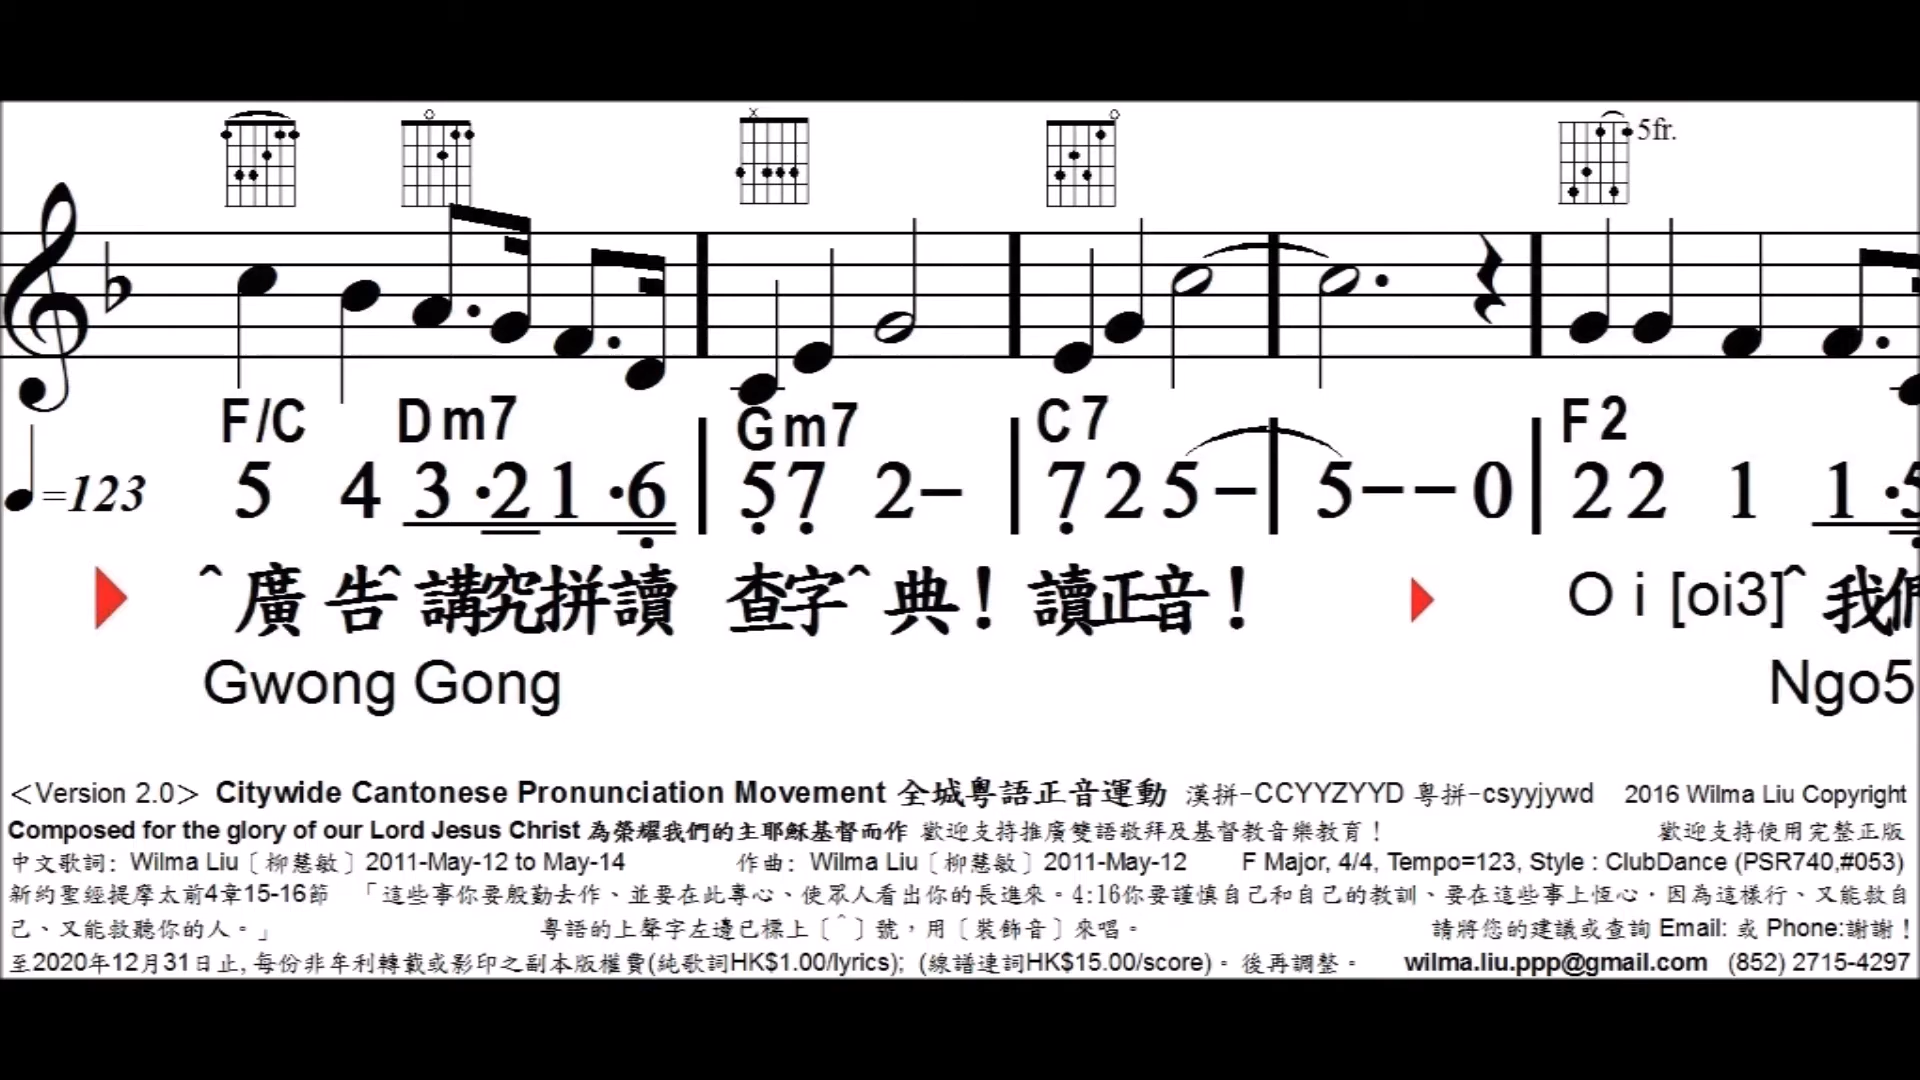 5fr.
F/C Dm7 Gm7 C7 F2
♩=123 5 4 3·2 1·6 | 5 7 2– | 7 2 5– | 5––0 | 2 2 1 1·5
^廣告^講究拼讀 查字^典！讀正音！ O i [oi3]^我們
Gwong Gong Ngo5
<Version 2.0> Citywide Cantonese Pronunciation Movement 全城粵語正音運動 漢拼-CCYYZYYD 粵拼-csyyjywd 2016 Wilma Liu Copyright
Composed for the glory of our Lord Jesus Christ 為榮耀我們的主耶穌基督而作 歡迎支持推廣雙語敬拜及基督教音樂教育！ 歡迎支持使用完整正版
中文歌詞: Wilma Liu〔柳慧敏〕2011-May-12 to May-14 作曲: Wilma Liu〔柳慧敏〕2011-May-12 F Major, 4/4, Tempo=123, Style : ClubDance (PSR740,#053)
新約聖經提摩太前4章15-16節 「這些事你要殷勤去作、並要在此專心、使眾人看出你的長進來。4:16你要謹慎自己和自己的教訓、要在這些事上恆心．因為這樣行、又能救自
己、又能救聽你的人。」 粵語的上聲字左邊已標上〔^〕號，用〔裝飾音〕來唱。 請將您的建議或查詢 Email: 或 Phone:謝謝！
至2020年12月31日止, 每份非牟利轉載或影印之副本版權費(純歌詞HK$1.00/lyrics); (線譜連詞HK$15.00/score)。後再調整。 wilma.liu.ppp@gmail.com (852) 2715-4297